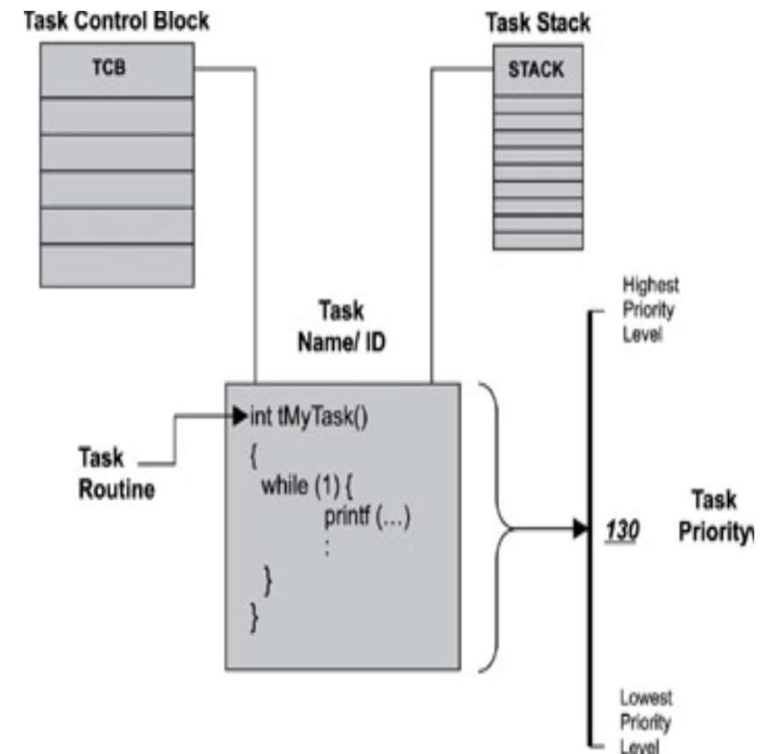 Task Control Block
Task Stack
TCB
STACK
Highest
Priority
Level
Task
Name/ ID
int tMyTask()
{
while (1) {
printf (...)
:
}
}
Task
Routine
130
Task
Priority
Lowest
Priority
Level